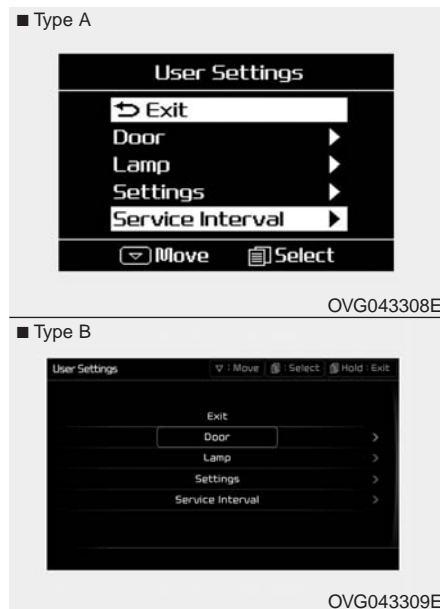 ■ Type A
User Settings
Exit
Door
Lamp
Settings
Service Interval
Move Select
OVG043308E
■ Type B
User Settings Move Select Hold : Exit
Exit
Door
Lamp
Settings
Service Interval
OVG043309E